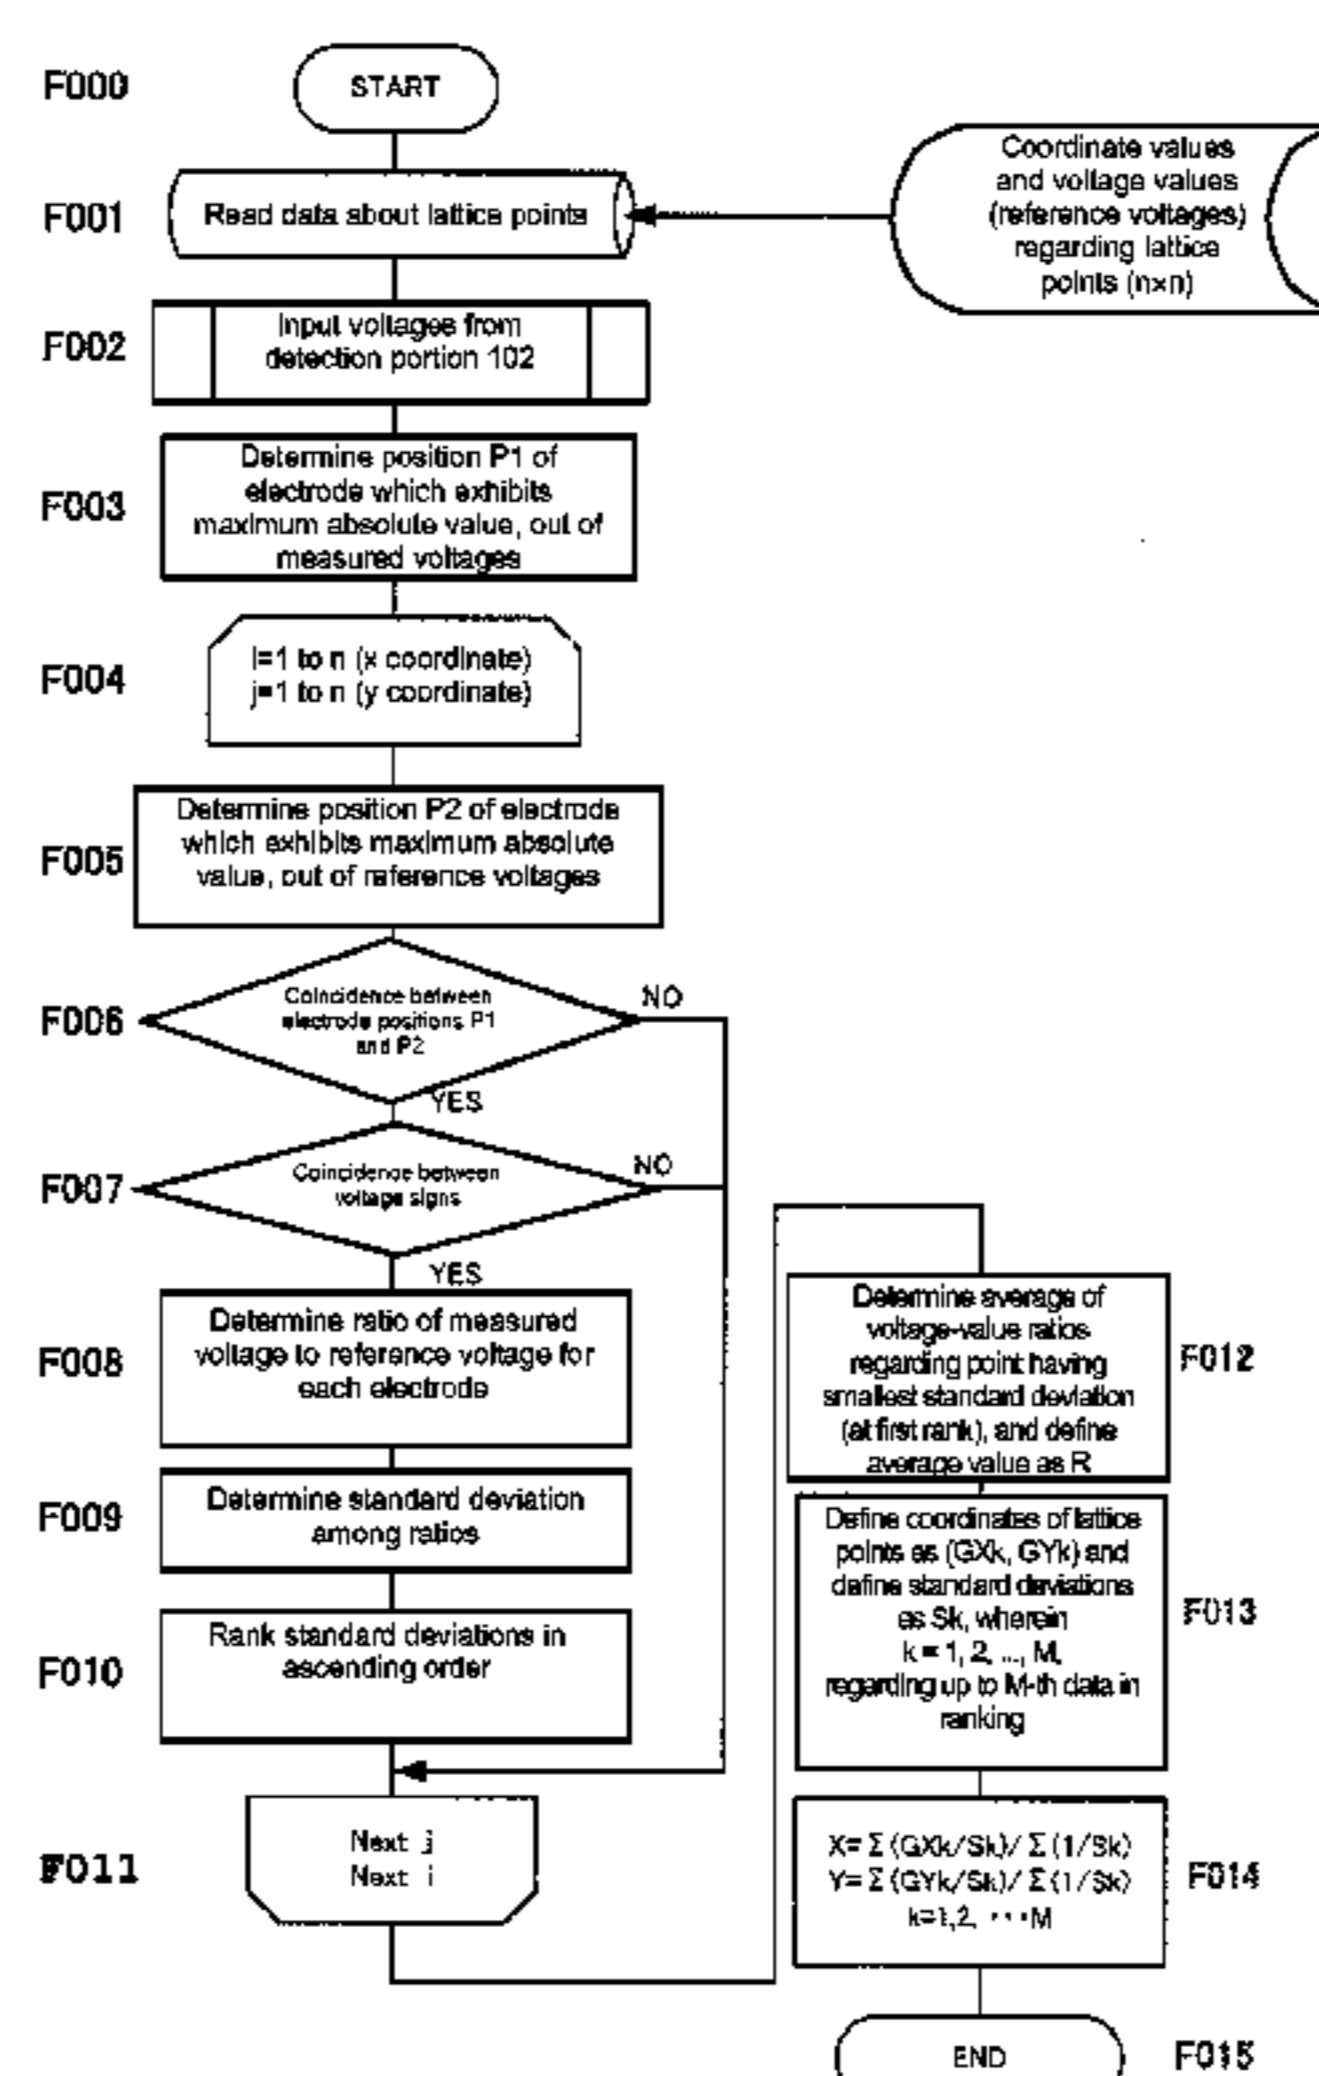 F000
START
F001
Read data about lattice points
Coordinate values
and voltage values
(reference voltages)
regarding lattice
points (n×n)
F002
Input voltages from
detection portion 102
F003
Determine position P1 of
electrode which exhibits
maximum absolute value, out of
measured voltages
F004
i=1 to n (x coordinate)
j=1 to n (y coordinate)
F005
Determine position P2 of electrode
which exhibits maximum absolute
value, out of reference voltages
F006
Coincidence between
electrode positions P1
and P2
NO
YES
F007
Coincidence between
voltage signs
NO
YES
F008
Determine ratio of measured
voltage to reference voltage for
each electrode
F009
Determine standard deviation
among ratios
F010
Rank standard deviations in
ascending order
F011
Next j
Next i
F012
Determine average of
voltage-value ratios
regarding point having
smallest standard deviation
(at first rank), and define
average value as R
F013
Define coordinates of lattice
points as (GXk, GYk) and
define standard deviations
as Sk, wherein
k = 1, 2, ..., M,
regarding up to M-th data in
ranking
F014
X=Σ(GXk/Sk)/Σ(1/Sk)
Y=Σ(GYk/Sk)/Σ(1/Sk)
k=1,2, ･･･M
END
F015